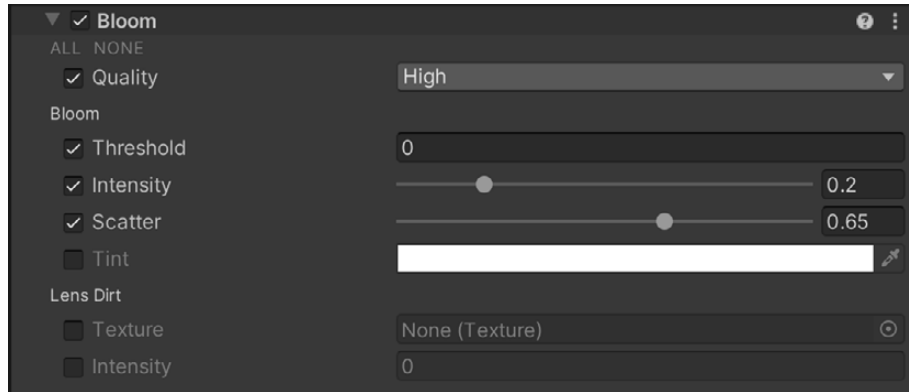 Bloom
ALL NONE
Quality High
Bloom
Threshold 0
Intensity 0.2
Scatter 0.65
Tint
Lens Dirt
Texture None (Texture)
Intensity 0